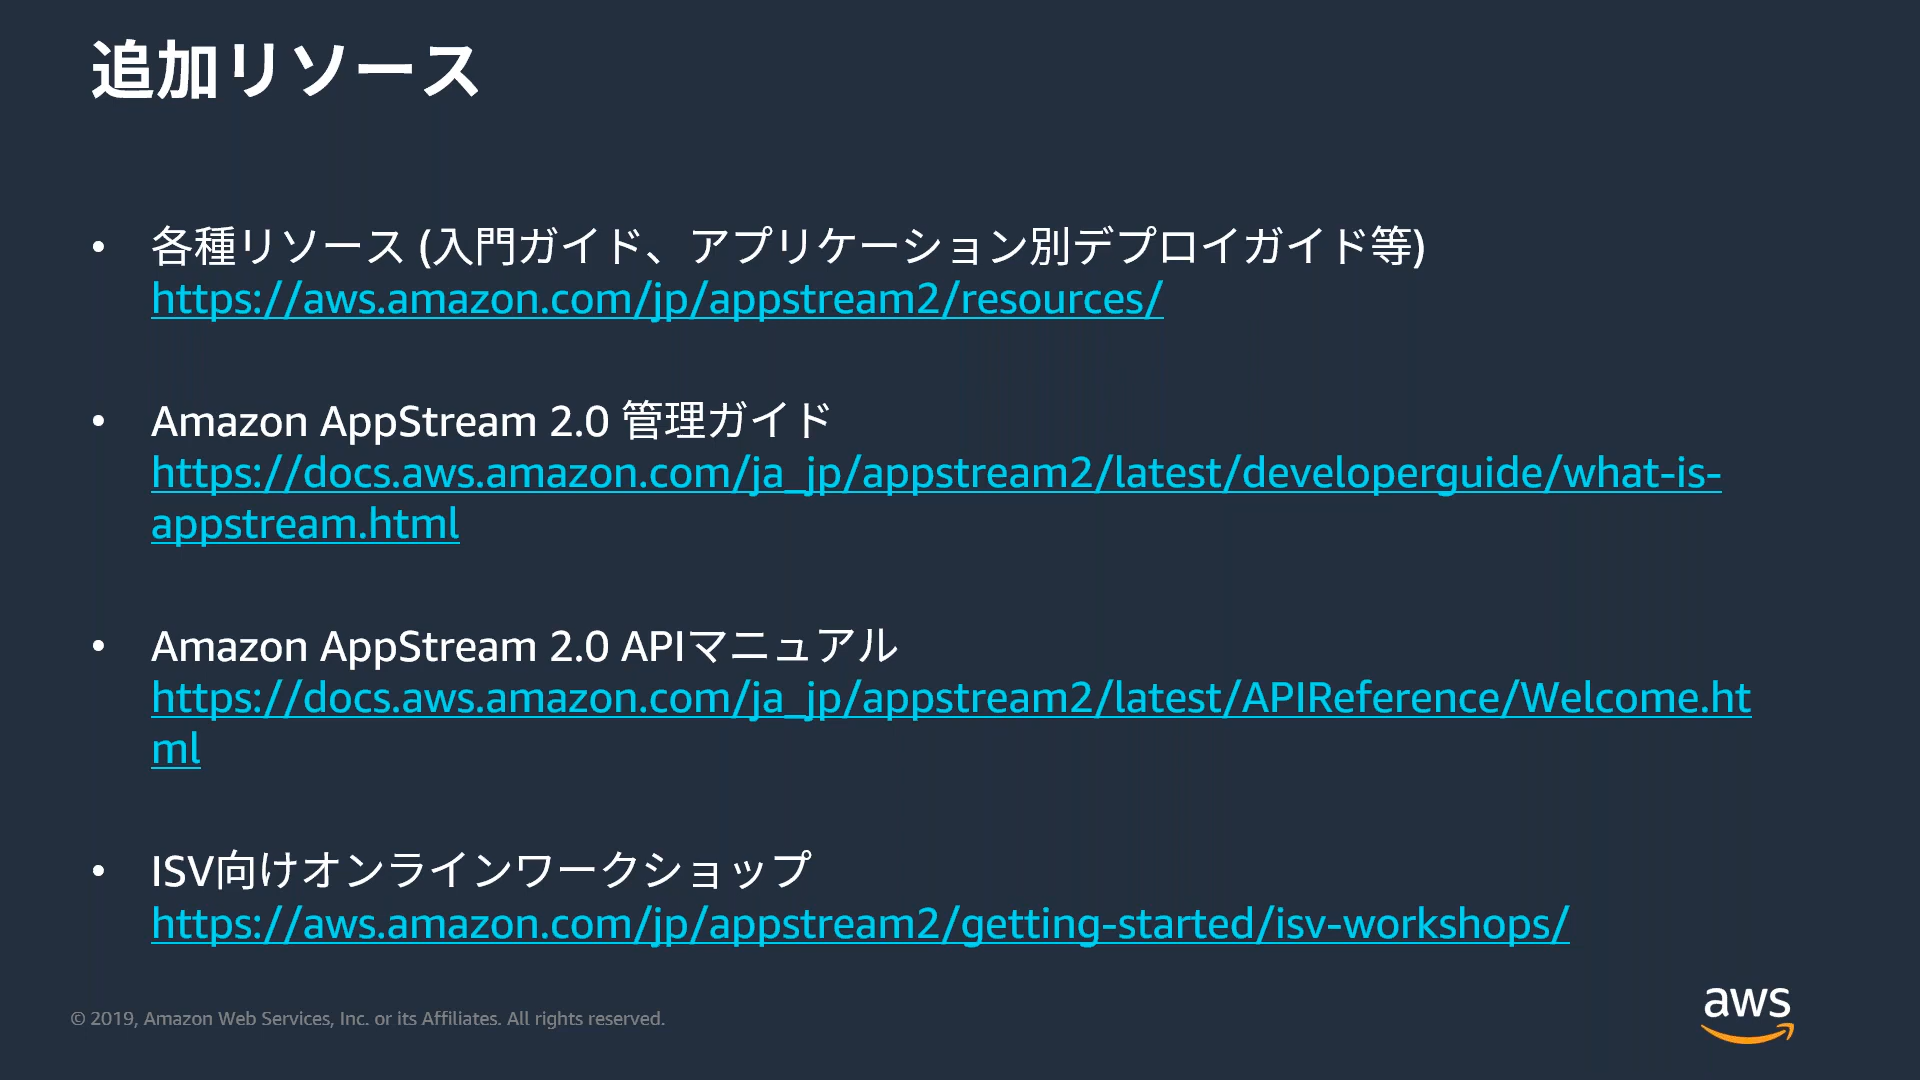 追加リソース
• 各種リソース (入門ガイド、アプリケーション別デプロイガイド等)
https://aws.amazon.com/jp/appstream2/resources/
• Amazon AppStream 2.0 管理ガイド
https://docs.aws.amazon.com/ja_jp/appstream2/latest/developerguide/what-is-
appstream.html
• Amazon AppStream 2.0 APIマニュアル
https://docs.aws.amazon.com/ja_jp/appstream2/latest/APIReference/Welcome.ht
ml
• ISV向けオンラインワークショップ
https://aws.amazon.com/jp/appstream2/getting-started/isv-workshops/
© 2019, Amazon Web Services, Inc. or its Affiliates. All rights reserved.
aws